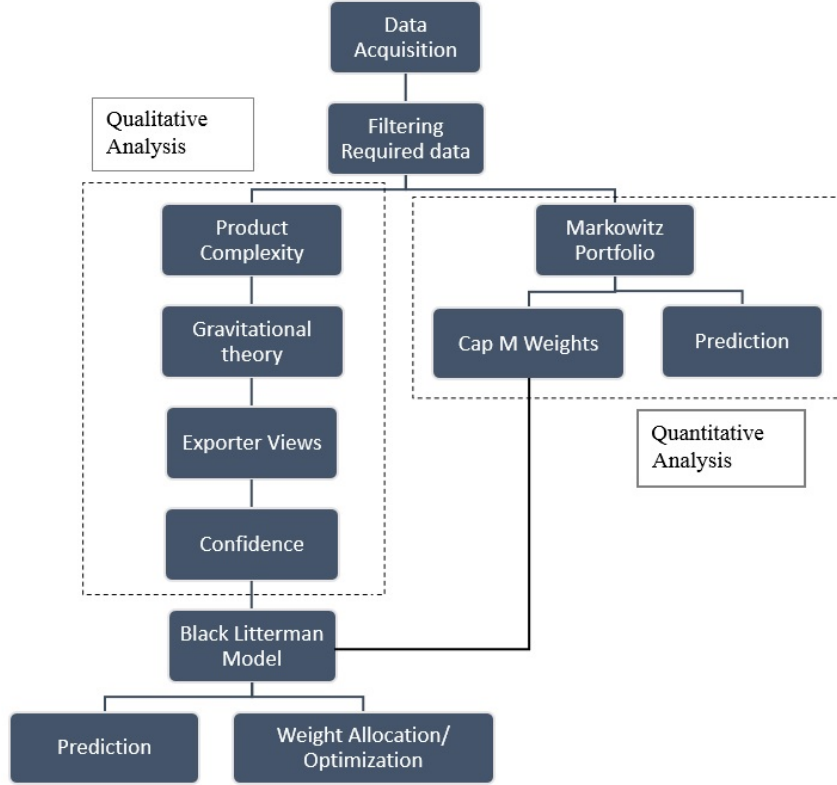 Data
Acquisition
Qualitative
Analysis
Filtering
Required data
Product
Complexity
Markowitz
Portfolio
Gravitational
theory
Cap M Weights
Prediction
Exporter Views
Quantitative
Analysis
Confidence
Black Litterman
Model
Prediction
Weight Allocation/
Optimization